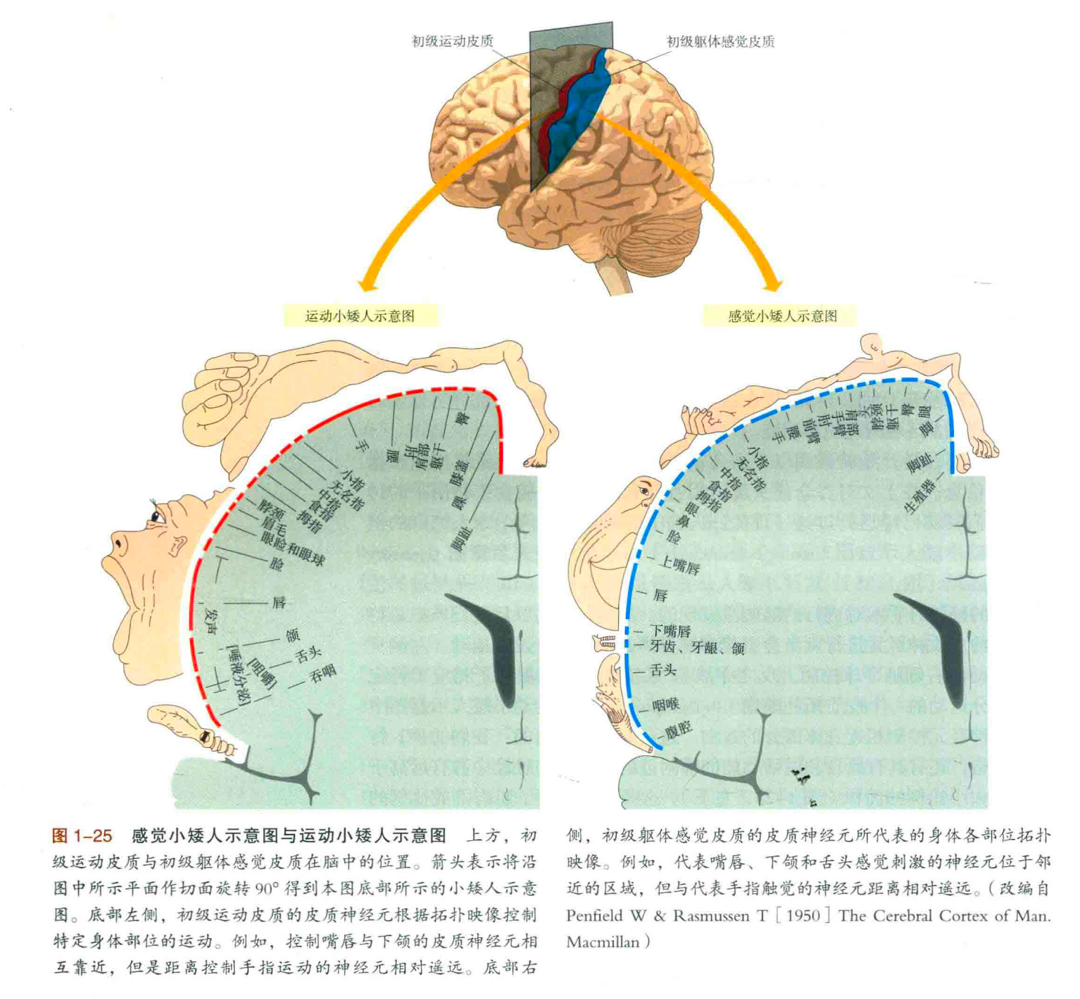 初级运动皮质
初级躯体感觉皮质
运动小矮人示意图
感觉小矮人示意图
手
腕
肘
肩部
躯干
臀
膝盖
踝
脚趾
小指
无名指
中指
食指
拇指
脖颈
眉毛
眼睑和眼球
脸
唇
发声
颌
舌头
吞咽
[咀嚼]
[唾液分泌]
小指
无名指
中指
食指
拇指
眼
鼻
脸
上嘴唇
唇
下嘴唇
牙齿、牙龈、颌
舌头
咽喉
腹腔
手
腰
前臂
肘
手臂
肩部
头
脖颈
躯干
臀
腿
踝
脚趾
生殖器
图 1-25 感觉小矮人示意图与运动小矮人示意图 上方，初
级运动皮质与初级躯体感觉皮质在脑中的位置。箭头表示将沿
图中所示平面作切面旋转 90° 得到本图底部所示的小矮人示意
图。底部左侧，初级运动皮质的皮质神经元根据拓扑映像控制
特定身体部位的运动。例如，控制嘴唇与下颌的皮质神经元相
互靠近，但是距离控制手指运动的神经元相对遥远。底部右
侧，初级躯体感觉皮质的皮质神经元所代表的身体各部位拓扑
映像。例如，代表嘴唇、下颌和舌头感觉刺激的神经元位于邻
近的区域，但与代表手指触觉的神经元距离相对遥远。（改编自
Penfield W & Rasmussen T［1950］The Cerebral Cortex of Man.
Macmillan）